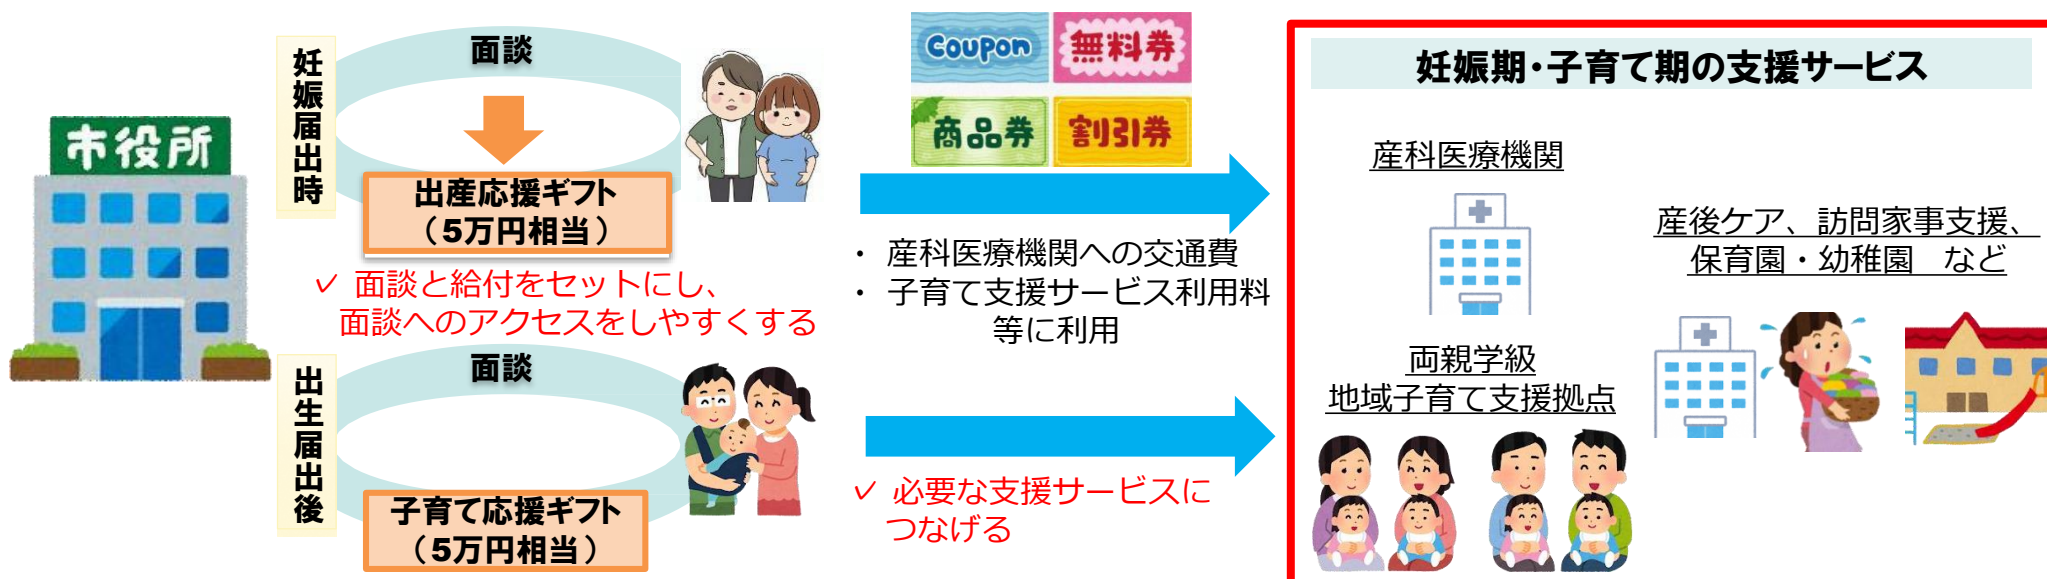 市役所
妊娠届出時
面談
出産応援ギフト
（5万円相当）
✓ 面談と給付をセットにし、
面談へのアクセスをしやすくする
出生届出後
面談
子育て応援ギフト
（5万円相当）
Coupon
無料券
商品券
割引券
・ 産科医療機関への交通費
・ 子育て支援サービス利用料
等に利用
✓ 必要な支援サービスに
つなげる
妊娠期・子育て期の支援サービス
産科医療機関
産後ケア、訪問家事支援、
保育園・幼稚園　など
両親学級
地域子育て支援拠点